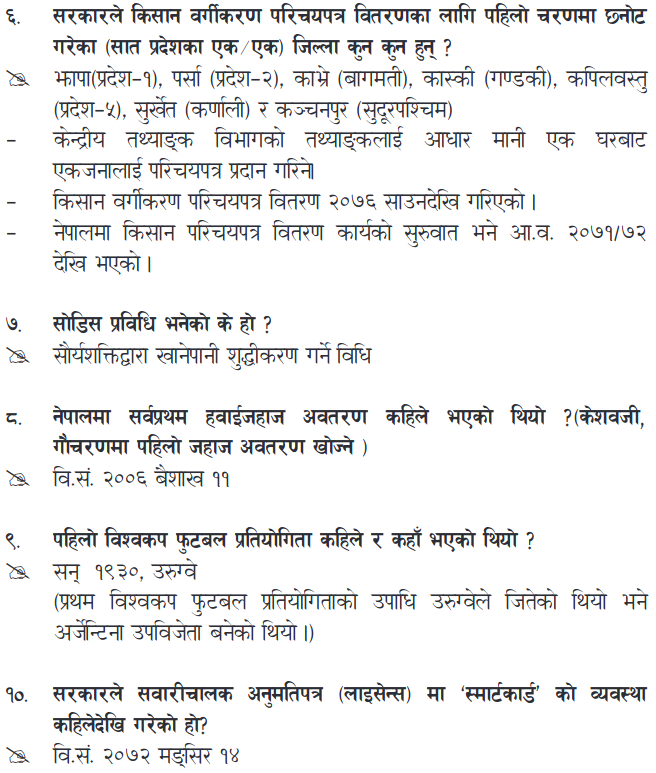 ६. सरकारले किसान वर्गीकरण परिचयपत्र वितरणका लागि पहिलो चरणमा छ्नोट
गरेका (सात प्रदेशका एक/एक) जिल्ला कुन कुन हुन् ?
झापा(प्रदेश-१), पर्सा (प्रदेश-२), काभ्रे (बागमती), कास्की (गण्डकी), कपिलवस्तु
(प्रदेश-५), सुर्खेत (कर्णाली) र कञ्चनपुर (सुदूरपश्चिम)
- केन्द्रीय तथ्याङ्क विभागको तथ्याङ्कलाई आधार मानी एक घरबाट
एकजनालाई परिचयपत्र प्रदान गरिने।
- किसान वर्गीकरण परिचयपत्र वितरण २०७६ साउनदेखि गरिएको ।
- नेपालमा किसान परिचयपत्र वितरण कार्यको सुरुवात भने आ.व. २०७१/७२
देखि भएको ।
७. सोडिस प्रविधि भनेको के हो ?
सौर्यशक्तिद्वारा खानेपानी शुद्धीकरण गर्ने विधि
८. नेपालमा सर्वप्रथम हवाईजहाज अवतरण कहिले भएको थियो ?(केशवजी,
गौचरणमा पहिलो जहाज अवतरण खोज्ने )
वि.सं. २००६ बैशाख ११
९. पहिलो विश्वकप फुटबल प्रतियोगिता कहिले र कहाँ भएको थियो ?
सन् १९३०, उरुग्वे
(प्रथम विश्वकप फुटबल प्रतियोगिताको उपाधि उरुग्वेले जितेको थियो भने
अर्जेन्टिना उपविजेता बनेको थियो ।)
१०. सरकारले सवारीचालक अनुमतिपत्र (लाइसेन्स) मा ‘स्मार्टकार्ड’ को व्यवस्था
कहिलेदेखि गरेको हो?
वि.सं. २०७२ मङ्सिर १४